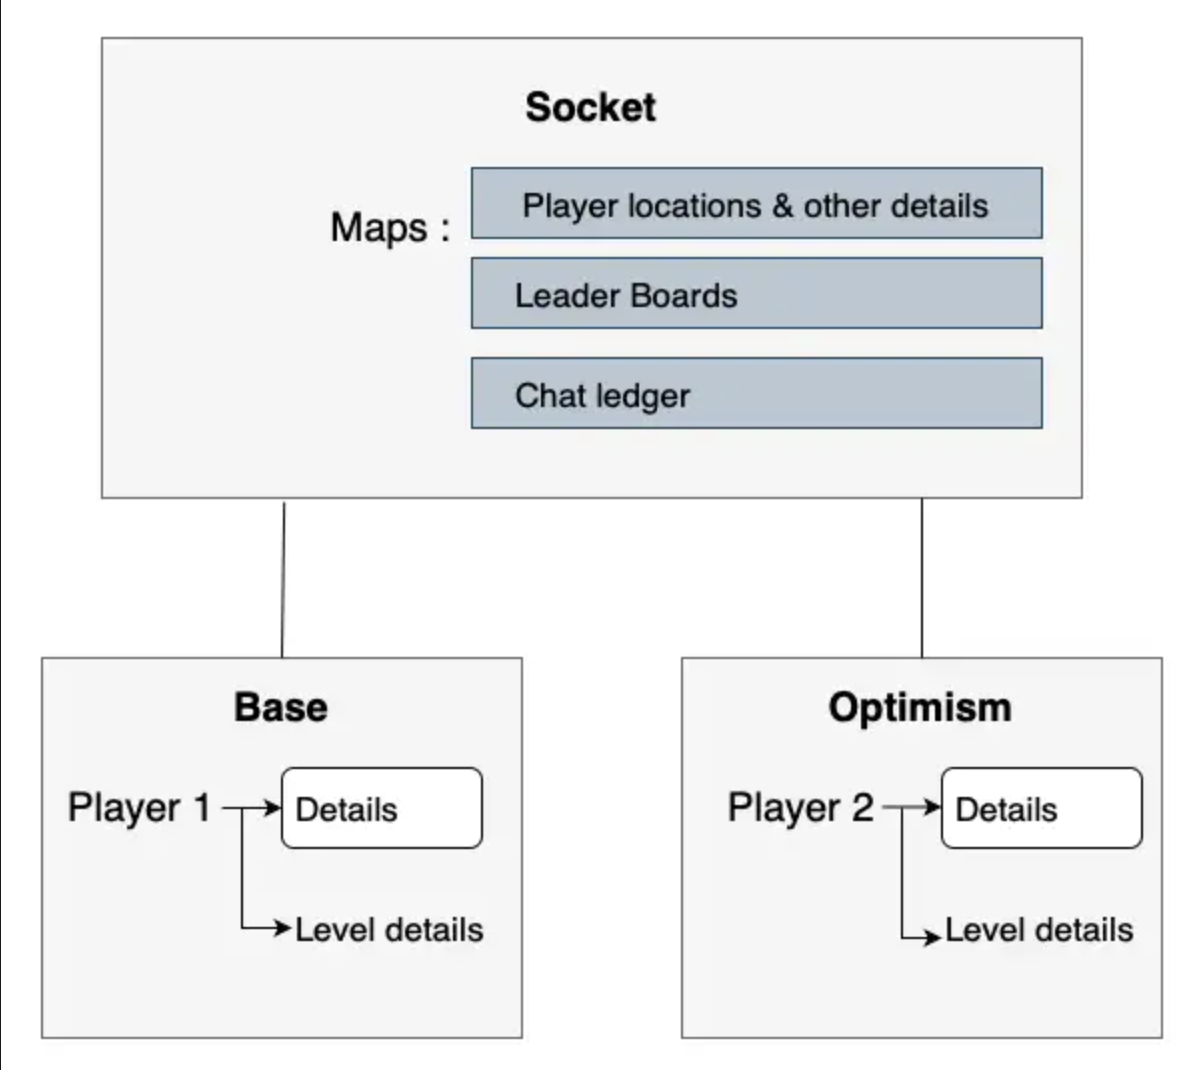 Socket
Maps :
Player locations & other details
Leader Boards
Chat ledger
Base
Player 1
Details
Level details
Optimism
Player 2
Details
Level details